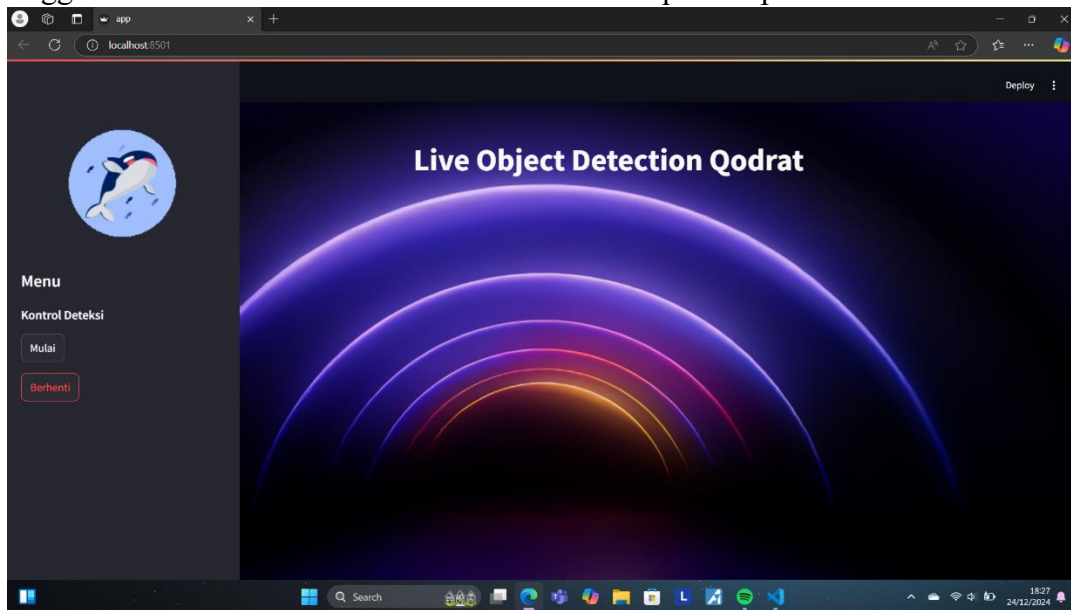 app
localhost:8501
Deploy
Live Object Detection Qodrat
Menu
Kontrol Deteksi
Mulai
Berhenti
Search
18:27
24/12/2024